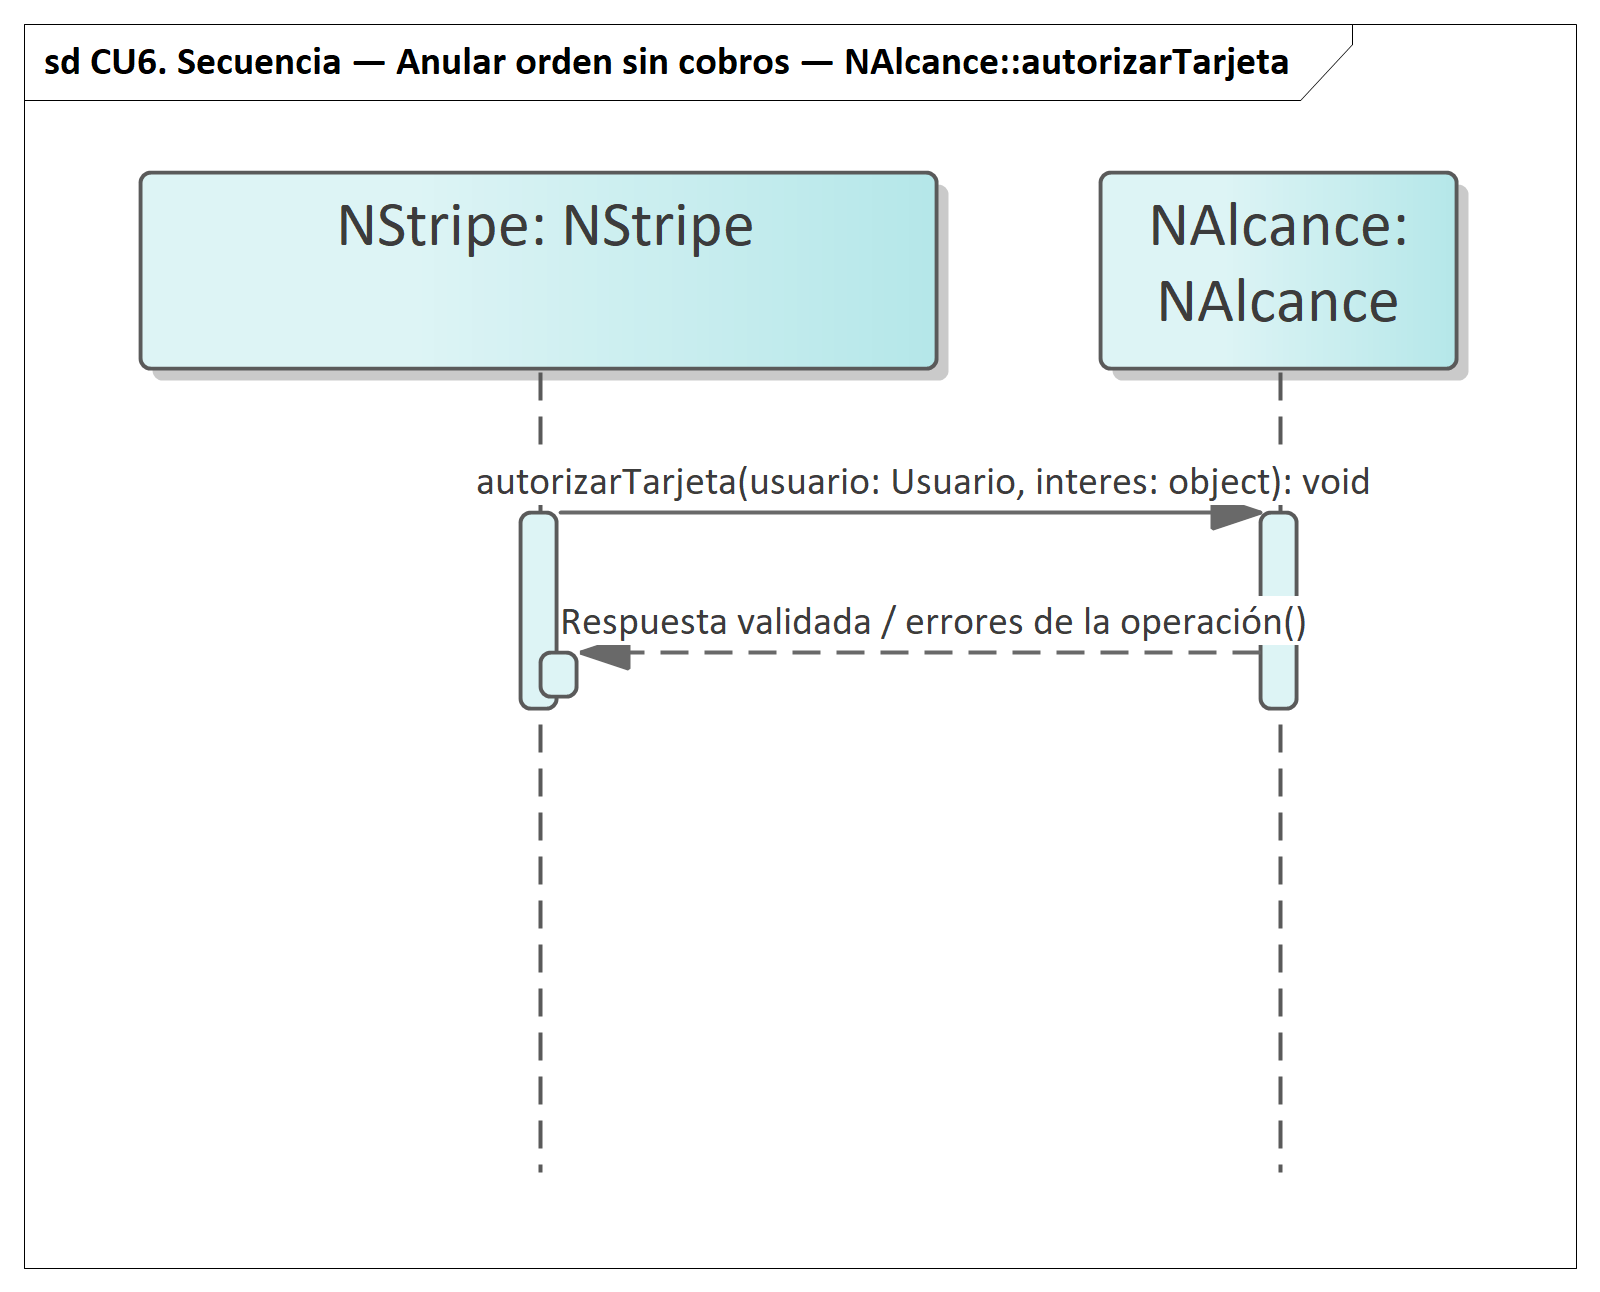 sd CU6. Secuencia — Anular orden sin cobros — NAlcance::autorizarTarjeta
NStripe: NStripe
NAlcance:
NAlcance
autorizarTarjeta(usuario: Usuario, interes: object): void
Respuesta validada / errores de la operación()